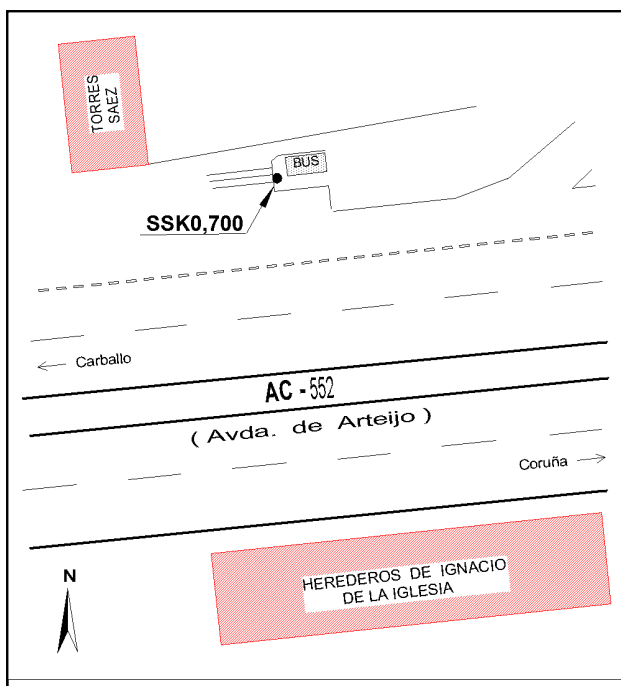 TORRES
SAEZ
BUS
SSK0,700
Carballo
AC - 552
( Avda. de Arteijo )
Coruña
HEREDEROS DE IGNACIO
DE LA IGLESIA
N